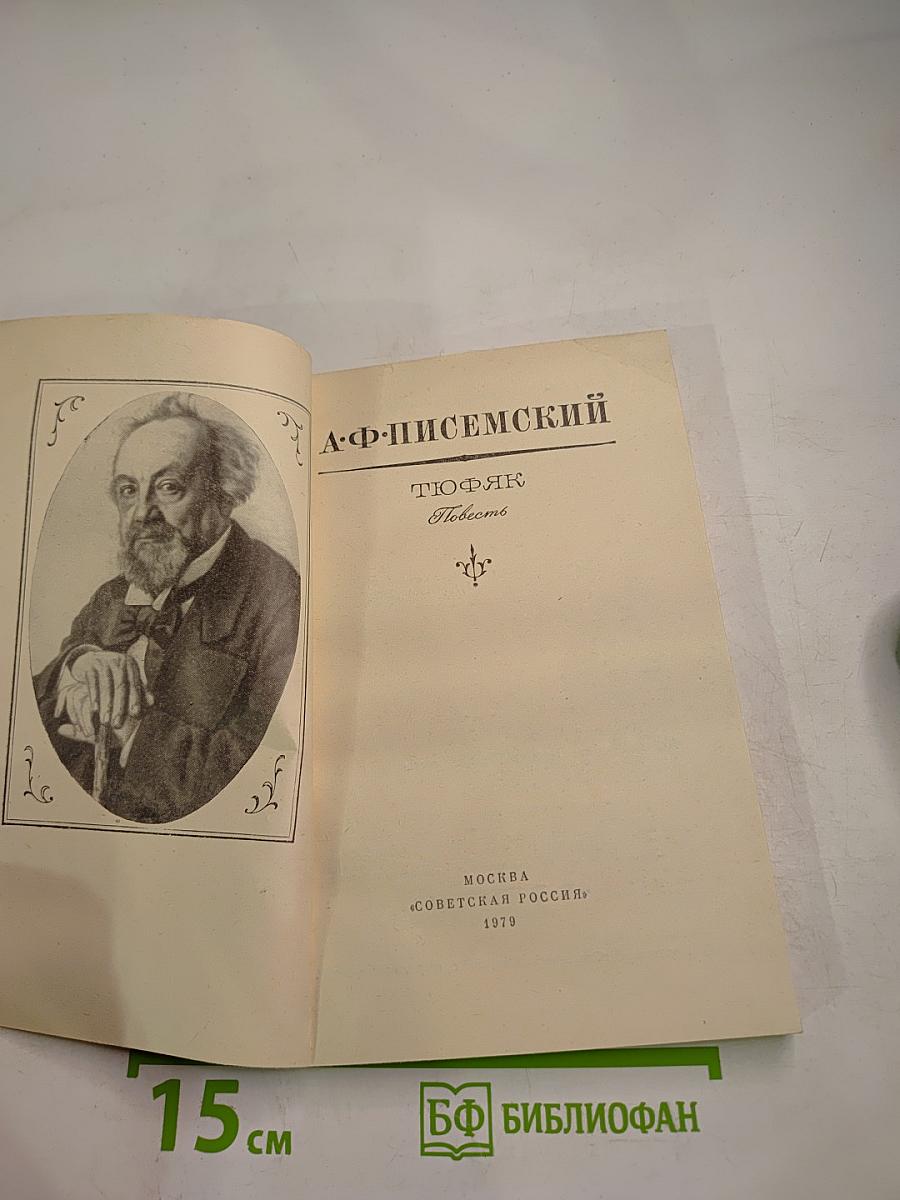 А·Ф·ПИСЕМСКИЙ
ТЮФЯК
Повесть
МОСКВА
«СОВЕТСКАЯ РОССИЯ»
1979
15 см
БФ БИБЛИОФАН